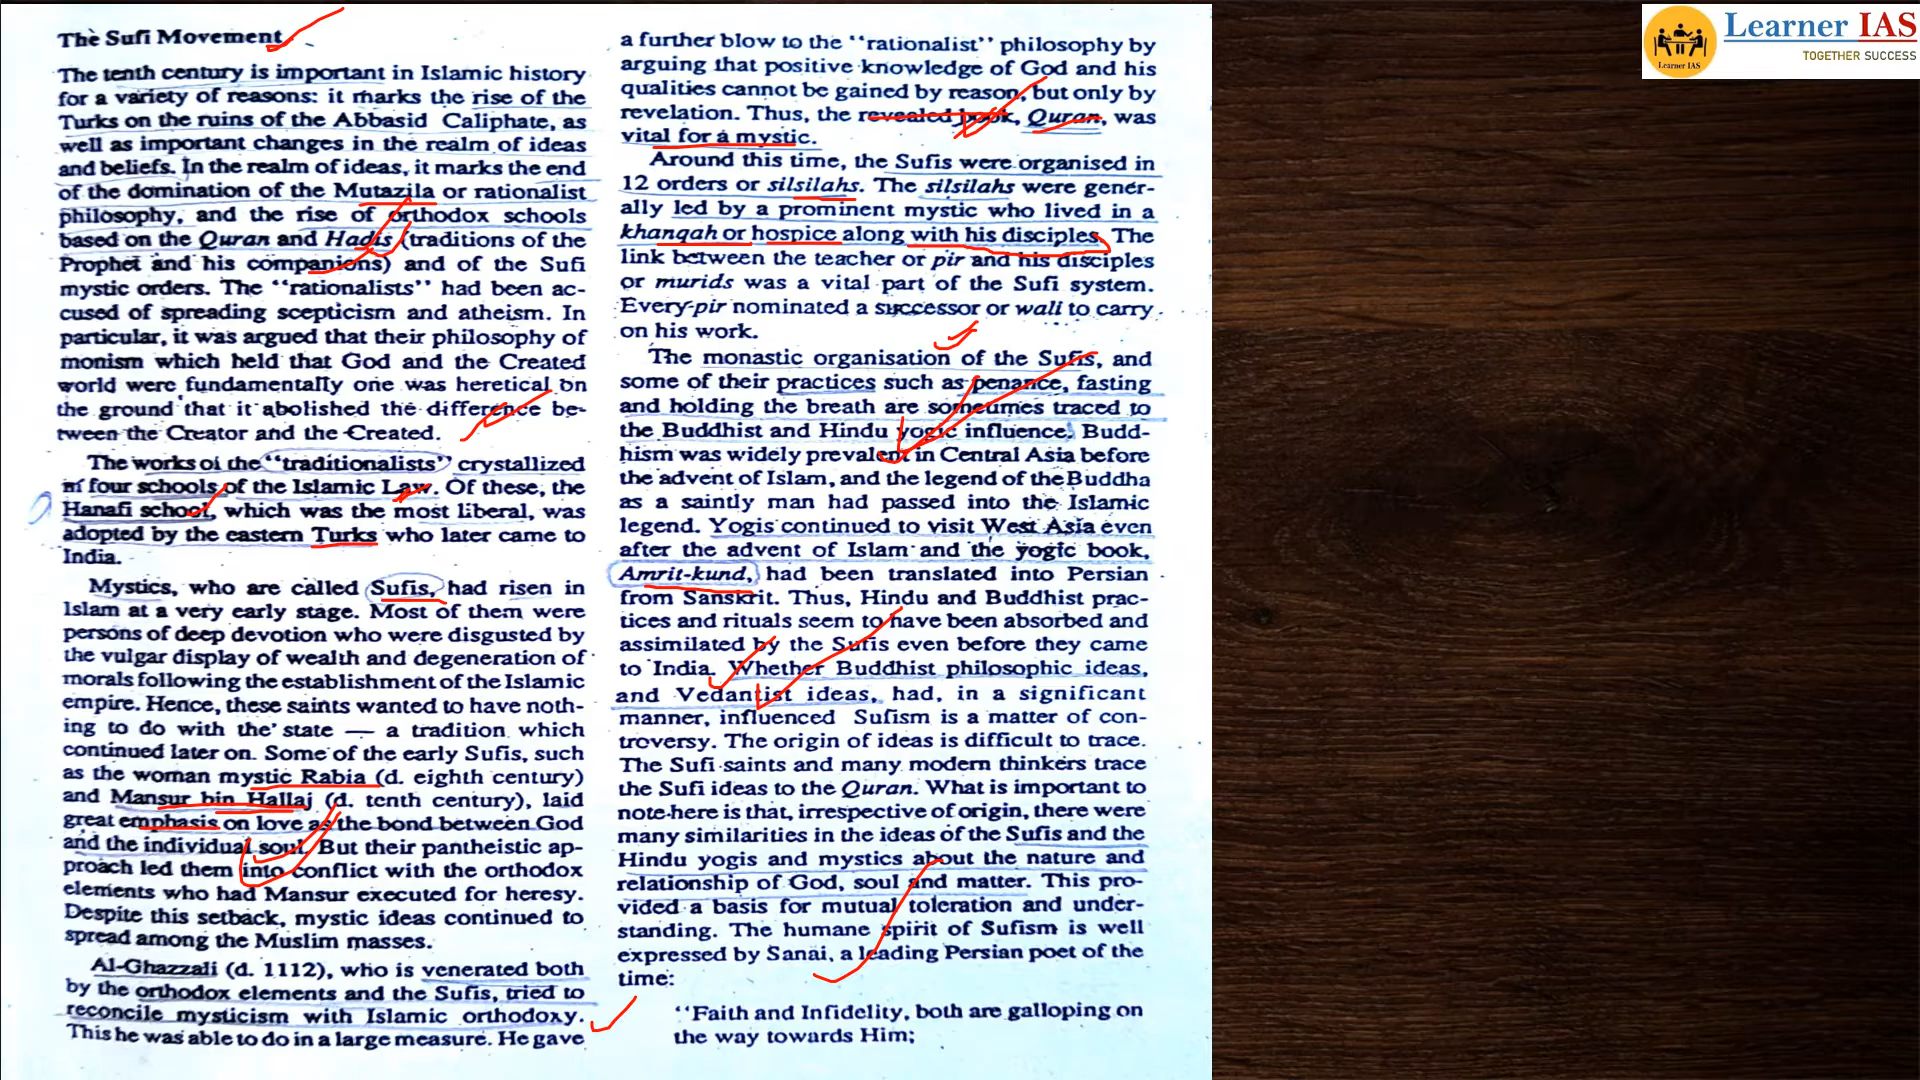 The Sufi Movement
The tenth century is important in Islamic history
for a variety of reasons: it marks the rise of the
Turks on the ruins of the Abbasid Caliphate, as
well as important changes in the realm of ideas
and beliefs. In the realm of ideas, it marks the end
of the domination of the Mutazila or rationalist
philosophy, and the rise of orthodox schools
based on the Quran and Hadis (traditions of the
Prophet and his companions) and of the Sufi
mystic orders. The "rationalists" had been ac-
cused of spreading scepticism and atheism. In
particular, it was argued that their philosophy of
monism which held that God and the Created
world were fundamentally one was heretical on
the ground that it abolished the difference be-
tween the Creator and the Created.
The works of the "traditionalists" crystallized
in four schools of the Islamic Law. Of these, the
Hanafi school, which was the most liberal, was
adopted by the eastern Turks who later came to
India.
Mystics, who are called Sufis, had risen in
Islam at a very early stage. Most of them were
persons of deep devotion who were disgusted by
the vulgar display of wealth and degeneration of
morals following the establishment of the Islamic
empire. Hence, these saints wanted to have noth-
ing to do with the state — a tradition which
continued later on. Some of the early Sufis, such
as the woman mystic Rabia (d. eighth century)
and Mansur bin Hallaj (d. tenth century), laid
great emphasis on love as the bond between God
and the individual soul. But their pantheistic ap-
proach led them into conflict with the orthodox
elements who had Mansur executed for heresy.
Despite this setback, mystic ideas continued to
spread among the Muslim masses.
Al-Ghazzali (d. 1112), who is venerated both
by the orthodox elements and the Sufis, tried to
reconcile mysticism with Islamic orthodoxy.
This he was able to do in a large measure. He gave
a further blow to the "rationalist" philosophy by
arguing that positive knowledge of God and his
qualities cannot be gained by reason, but only by
revelation. Thus, the revealed book, Quran, was
vital for a mystic.
Around this time, the Sufis were organised in
12 orders or silsilahs. The silsilahs were gener-
ally led by a prominent mystic who lived in a
khanqah or hospice along with his disciples. The
link between the teacher or pir and his disciples
or murids was a vital part of the Sufi system.
Every pir nominated a successor or wali to carry
on his work.
The monastic organisation of the Sufis, and
some of their practices such as penance, fasting
and holding the breath are sometimes traced to
the Buddhist and Hindu yogic influence. Budd-
hism was widely prevalent in Central Asia before
the advent of Islam, and the legend of the Buddha
as a saintly man had passed into the Islamic
legend. Yogis continued to visit West Asia even
after the advent of Islam and the yogic book,
Amrit-kund, had been translated into Persian
from Sanskrit. Thus, Hindu and Buddhist prac-
tices and rituals seem to have been absorbed and
assimilated by the Sufis even before they came
to India. Whether Buddhist philosophic ideas,
and Vedantist ideas, had, in a significant
manner, influenced Sufism is a matter of con-
troversy. The origin of ideas is difficult to trace.
The Sufi saints and many modern thinkers trace
the Sufi ideas to the Quran. What is important to
note here is that, irrespective of origin, there were
many similarities in the ideas of the Sufis and the
Hindu yogis and mystics about the nature and
relationship of God, soul and matter. This pro-
vided a basis for mutual toleration and under-
standing. The humane spirit of Sufism is well
expressed by Sanai, a leading Persian poet of the
time:
"Faith and Infidelity, both are galloping on
the way towards Him;
Learner IAS
Learner IAS
TOGETHER SUCCESS